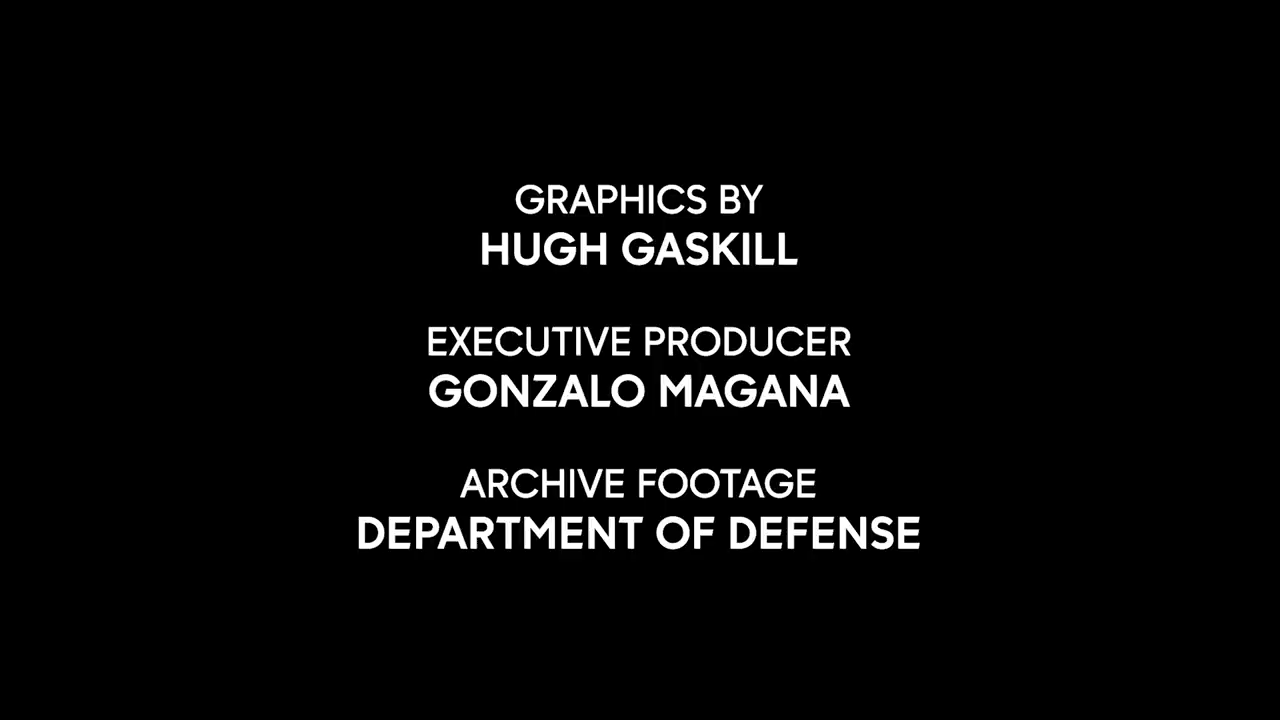 GRAPHICS BY
HUGH GASKILL
EXECUTIVE PRODUCER
GONZALO MAGANA
ARCHIVE FOOTAGE
DEPARTMENT OF DEFENSE